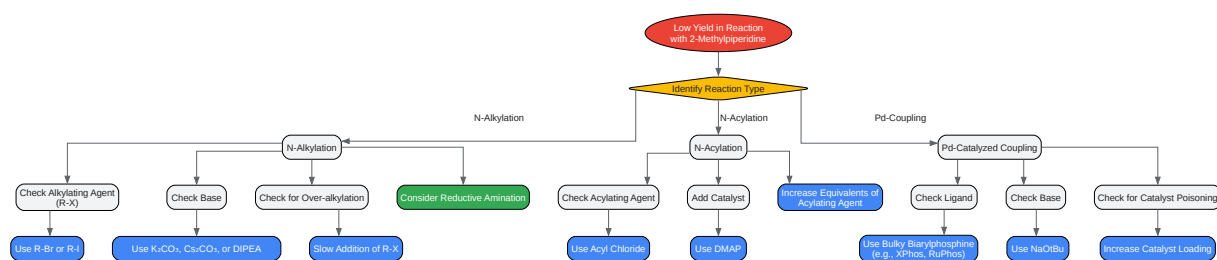 Low Yield in Reaction
with 2-Methylpiperidine
Identify Reaction Type
N-Alkylation
N-Acylation
Pd-Coupling
N-Alkylation
N-Acylation
Pd-Catalyzed Coupling
Check Alkylating Agent
(R-X)
Check Base
Check for Over-alkylation
Consider Reductive Amination
Check Acylating Agent
Add Catalyst
Increase Equivalents of
Acylating Agent
Check Ligand
Check Base
Check for Catalyst Poisoning
Use R-Br or R-I
Use K₂CO₃, Cs₂CO₃, or DIPEA
Slow Addition of R-X
Use Acyl Chloride
Use DMAP
Use Bulky Biarylphosphine
(e.g., XPhos, RuPhos)
Use NaOtBu
Increase Catalyst Loading